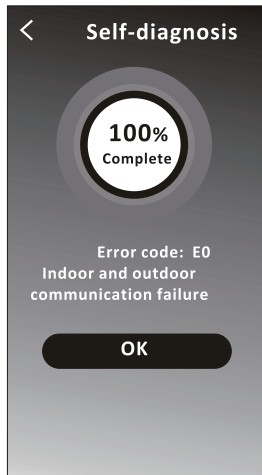 Self-diagnosis
100%
Complete
Error code: E0
Indoor and outdoor
communication failure
OK